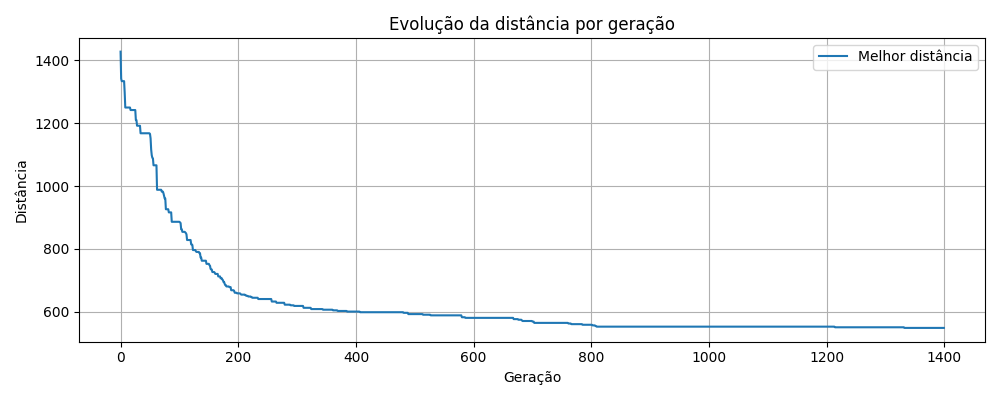 Evolução da distância por geração
Melhor distância
Distância
1400
1200
1000
800
600
0 200 400 600 800 1000 1200 1400
Geração